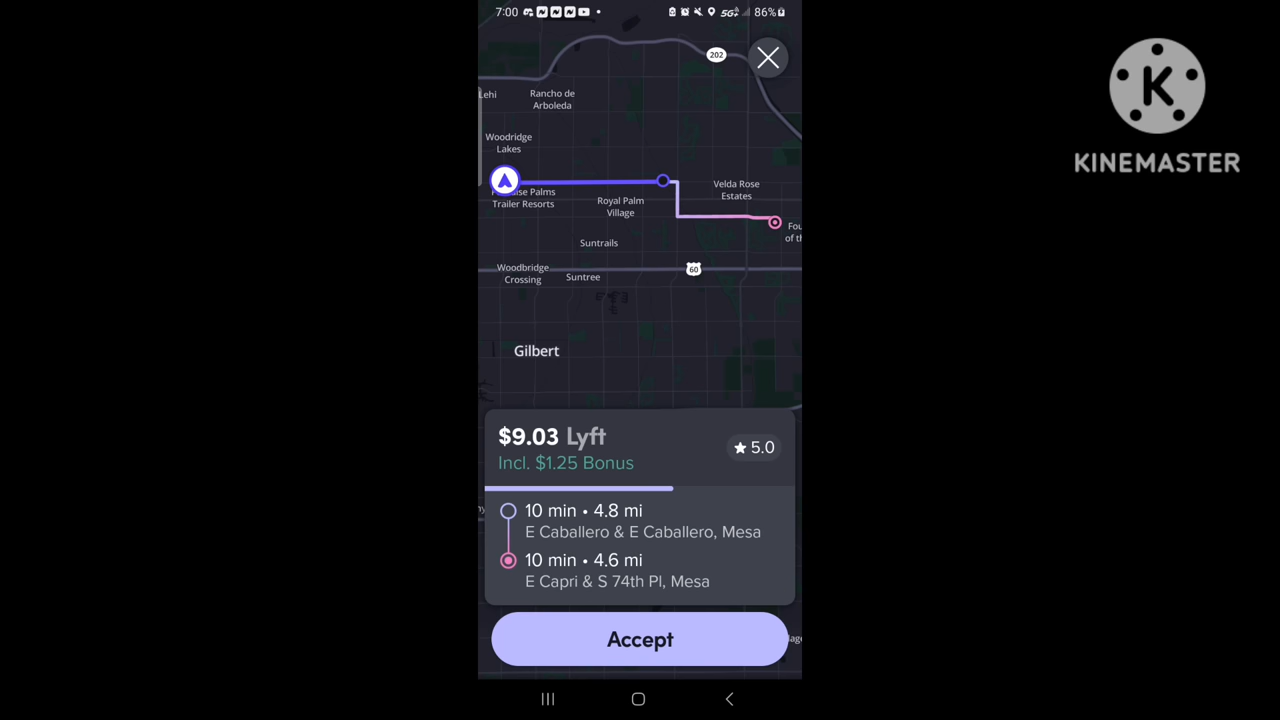 7:00
5G
86%
202
Lehi
Rancho de
Arboleda
Woodridge
Lakes
Trailer Resorts
Palms
Royal Palm
Village
Velda Rose
Estates
Suntrails
Woodbridge
Crossing
Suntree
60
Gilbert
$9.03 Lyft
Incl. $1.25 Bonus
5.0
10 min • 4.8 mi
E Caballero & E Caballero, Mesa
10 min • 4.6 mi
E Capri & S 74th Pl, Mesa
Accept
K
KINEMASTER